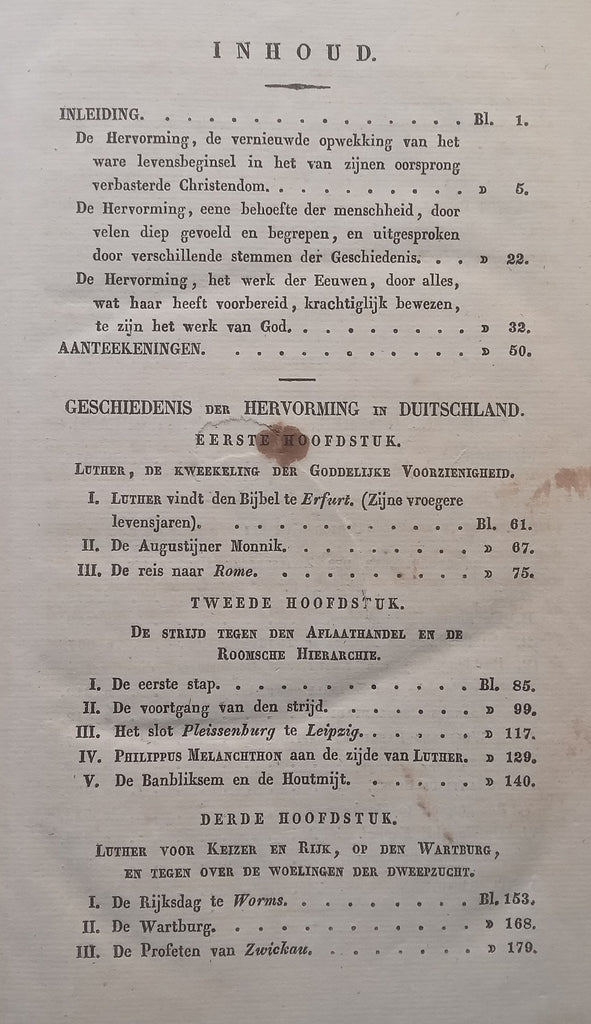 INHOUD.
INLEIDING. . . . . . . . . . . . . . . Bl. 1.
De Hervorming, de vernieuwde opwekking van het
ware levensbeginsel in het van zijnen oorsprong
verbasterde Christendom. . . . . . . . . . » 5.
De Hervorming, eene behoefte der menschheid, door
velen diep gevoeld en begrepen, en uitgesproken
door verschillende stemmen der Geschiedenis. . . » 22.
De Hervorming, het werk der Eeuwen, door alles,
wat haar heeft voorbereid, krachtiglijk bewezen,
te zijn het werk van God. . . . . . . . . » 32.
AANTEEKENINGEN. . . . . . . . . . . . . » 50.
GESCHIEDENIS DER HERVORMING IN DUITSCHLAND.
EERSTE HOOFDSTUK.
LUTHER, DE KWEEKELING DER GODDELIJKE VOORZIENIGHEID.
I. LUTHER vindt den Bijbel te Erfurt. (Zijne vroegere
levensjaren). . . . . . . . . . . . Bl. 61.
II. De Augustijner Monnik. . . . . . . . . » 67.
III. De reis naar Rome. . . . . . . . . . » 75.
TWEEDE HOOFDSTUK.
DE STRIJD TEGEN DEN AFLAATHANDEL EN DE
ROOMSCHE HIERARCHIE.
I. De eerste stap. . . . . . . . . . . . Bl. 85.
II. De voortgang van den strijd. . . . . . . » 99.
III. Het slot Pleissenburg te Leipzig. . . . . . » 117.
IV. PHILIPPUS MELANCHTHON aan de zijde van LUTHER. » 129.
V. De Banbliksem en de Houtmijt. . . . . . » 140.
DERDE HOOFDSTUK.
LUTHER VOOR KEIZER EN RIJK, OP DEN WARTBURG,
EN TEGEN OVER DE WOELINGEN DER DWEEPZUCHT.
I. De Rijksdag te Worms. . . . . . . . . Bl. 153.
II. De Wartburg. . . . . . . . . . . . » 168.
III. De Profeten van Zwickau. . . . . . . . » 179.